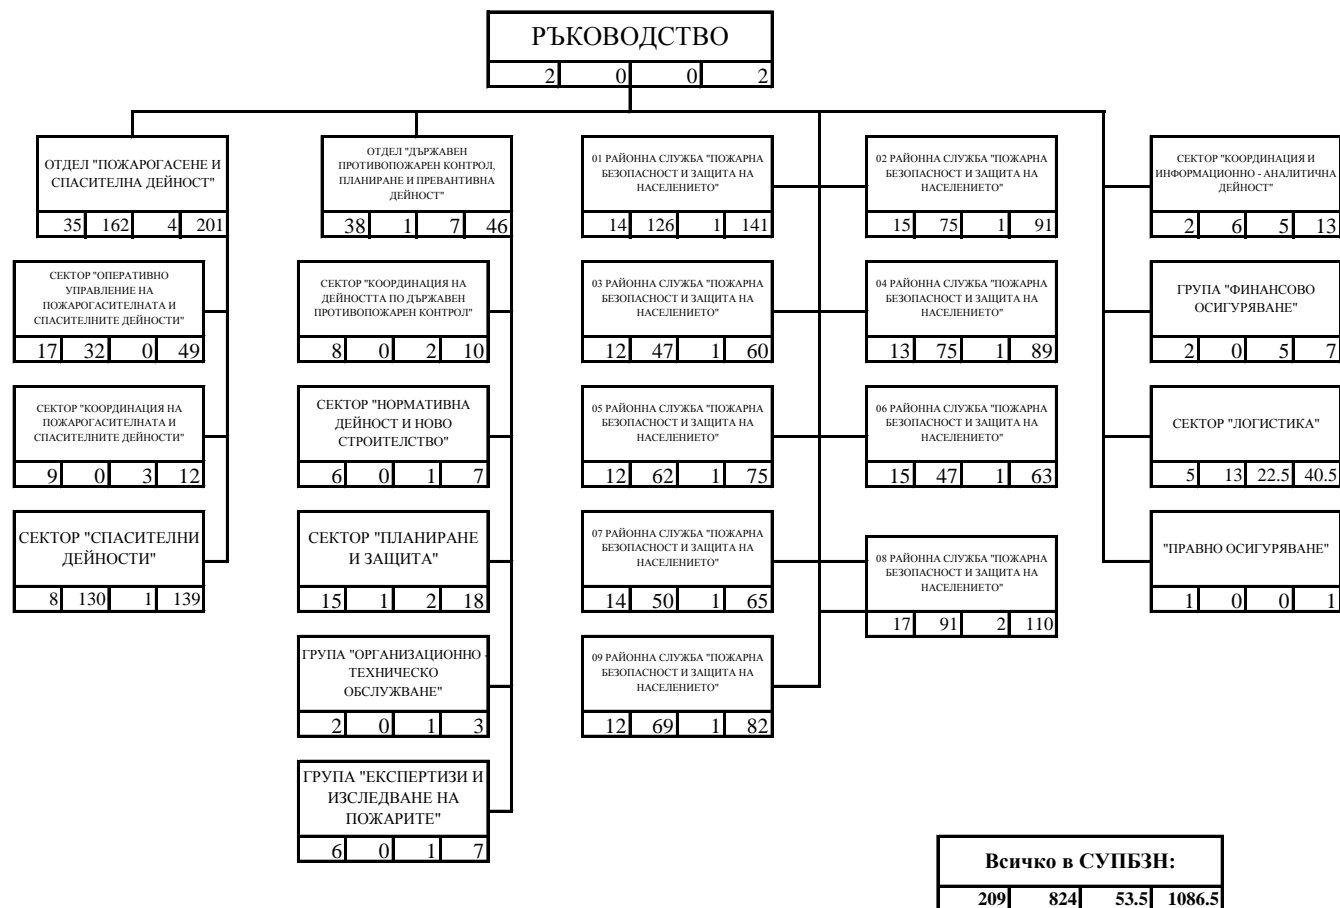 РЪКОВОДСТВО
2 0 0 2
ОТДЕЛ "ПОЖАРОГАСЕНЕ И
СПАСИТЕЛНА ДЕЙНОСТ"
35 162 4 201
СЕКТОР "ОПЕРАТИВНО
УПРАВЛЕНИЕ НА
ПОЖАРОГАСИТЕЛНАТА И
СПАСИТЕЛНИТЕ ДЕЙНОСТИ"
17 32 0 49
СЕКТОР "КООРДИНАЦИЯ НА
ПОЖАРОГАСИТЕЛНАТА И
СПАСИТЕЛНИТЕ ДЕЙНОСТИ"
9 0 3 12
СЕКТОР "СПАСИТЕЛНИ
ДЕЙНОСТИ"
8 130 1 139
ОТДЕЛ "ДЪРЖАВЕН
ПРОТИВОПОЖАРЕН КОНТРОЛ,
ПЛАНИРАНЕ И ПРЕВАНТИВНА
ДЕЙНОСТ"
38 1 7 46
СЕКТОР "КООРДИНАЦИЯ НА
ДЕЙНОСТТА ПО ДЪРЖАВЕН
ПРОТИВОПОЖАРЕН КОНТРОЛ"
8 0 2 10
СЕКТОР "НОРМАТИВНА
ДЕЙНОСТ И НОВО
СТРОИТЕЛСТВО"
6 0 1 7
СЕКТОР "ПЛАНИРАНЕ
И ЗАЩИТА"
15 1 2 18
ГРУПА "ОРГАНИЗАЦИОННО -
ТЕХНИЧЕСКО
ОБСЛУЖВАНЕ"
2 0 1 3
ГРУПА "ЕКСПЕРТИЗИ И
ИЗСЛЕДВАНЕ НА
ПОЖАРИТЕ"
6 0 1 7
01 РАЙОННА СЛУЖБА "ПОЖАРНА
БЕЗОПАСНОСТ И ЗАЩИТА НА
НАСЕЛЕНИЕТО"
14 126 1 141
02 РАЙОННА СЛУЖБА "ПОЖАРНА
БЕЗОПАСНОСТ И ЗАЩИТА НА
НАСЕЛЕНИЕТО"
15 75 1 91
03 РАЙОННА СЛУЖБА "ПОЖАРНА
БЕЗОПАСНОСТ И ЗАЩИТА НА
НАСЕЛЕНИЕТО"
12 47 1 60
04 РАЙОННА СЛУЖБА "ПОЖАРНА
БЕЗОПАСНОСТ И ЗАЩИТА НА
НАСЕЛЕНИЕТО"
13 75 1 89
05 РАЙОННА СЛУЖБА "ПОЖАРНА
БЕЗОПАСНОСТ И ЗАЩИТА НА
НАСЕЛЕНИЕТО"
12 62 1 75
06 РАЙОННА СЛУЖБА "ПОЖАРНА
БЕЗОПАСНОСТ И ЗАЩИТА НА
НАСЕЛЕНИЕТО"
15 47 1 63
07 РАЙОННА СЛУЖБА "ПОЖАРНА
БЕЗОПАСНОСТ И ЗАЩИТА НА
НАСЕЛЕНИЕТО"
14 50 1 65
08 РАЙОННА СЛУЖБА "ПОЖАРНА
БЕЗОПАСНОСТ И ЗАЩИТА НА
НАСЕЛЕНИЕТО"
17 91 2 110
09 РАЙОННА СЛУЖБА "ПОЖАРНА
БЕЗОПАСНОСТ И ЗАЩИТА НА
НАСЕЛЕНИЕТО"
12 69 1 82
СЕКТОР "КООРДИНАЦИЯ И
ИНФОРМАЦИОННО - АНАЛИТИЧНА
ДЕЙНОСТ"
2 6 5 13
ГРУПА "ФИНАНСОВО
ОСИГУРЯВАНЕ"
2 0 5 7
СЕКТОР "ЛОГИСТИКА"
5 13 22.5 40.5
"ПРАВНО ОСИГУРЯВАНЕ"
1 0 0 1
Всичко в СУПБЗН:
209 824 53.5 1086.5